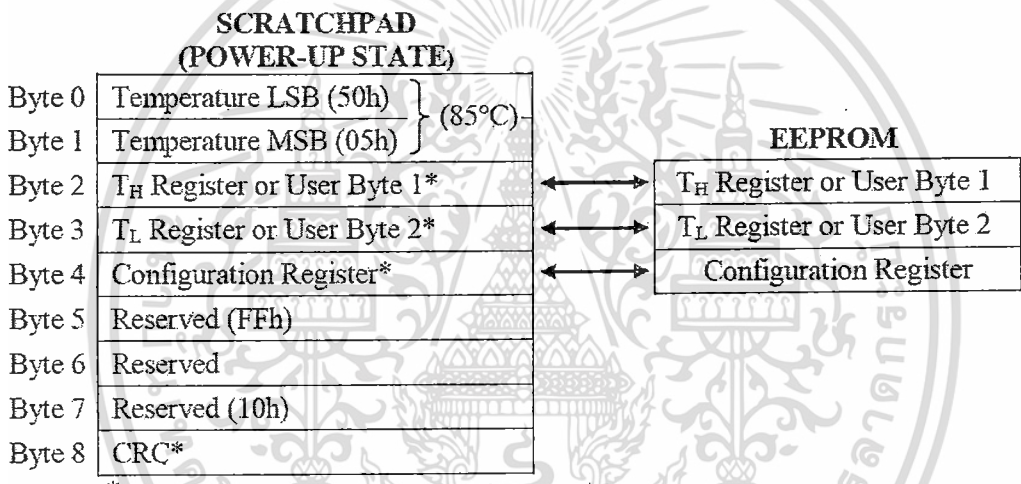 SCRATCHPAD
(POWER-UP STATE)
Byte 0 Temperature LSB (50h)
(85°C)
Byte 1 Temperature MSB (05h)
EEPROM
Byte 2 TH Register or User Byte 1* TH Register or User Byte 1
Byte 3 TL Register or User Byte 2* TL Register or User Byte 2
Byte 4 Configuration Register* Configuration Register
Byte 5 Reserved (FFh)
Byte 6 Reserved
Byte 7 Reserved (10h)
Byte 8 CRC*